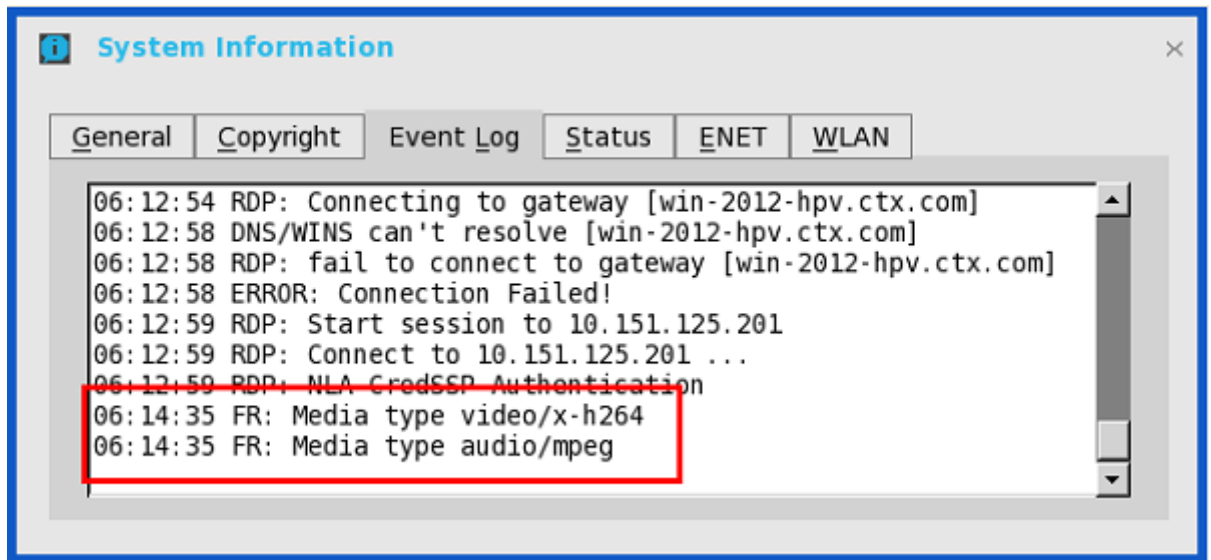 System Information
General Copyright Event Log Status ENET WLAN
06:12:54 RDP: Connecting to gateway [win-2012-hpv.ctx.com]
06:12:58 DNS/WINS can't resolve [win-2012-hpv.ctx.com]
06:12:58 RDP: fail to connect to gateway [win-2012-hpv.ctx.com]
06:12:58 ERROR: Connection Failed!
06:12:59 RDP: Start session to 10.151.125.201
06:12:59 RDP: Connect to 10.151.125.201 ...
06:12:59 RDP: NLA CredSSP Authentication
06:14:35 FR: Media type video/x-h264
06:14:35 FR: Media type audio/mpeg